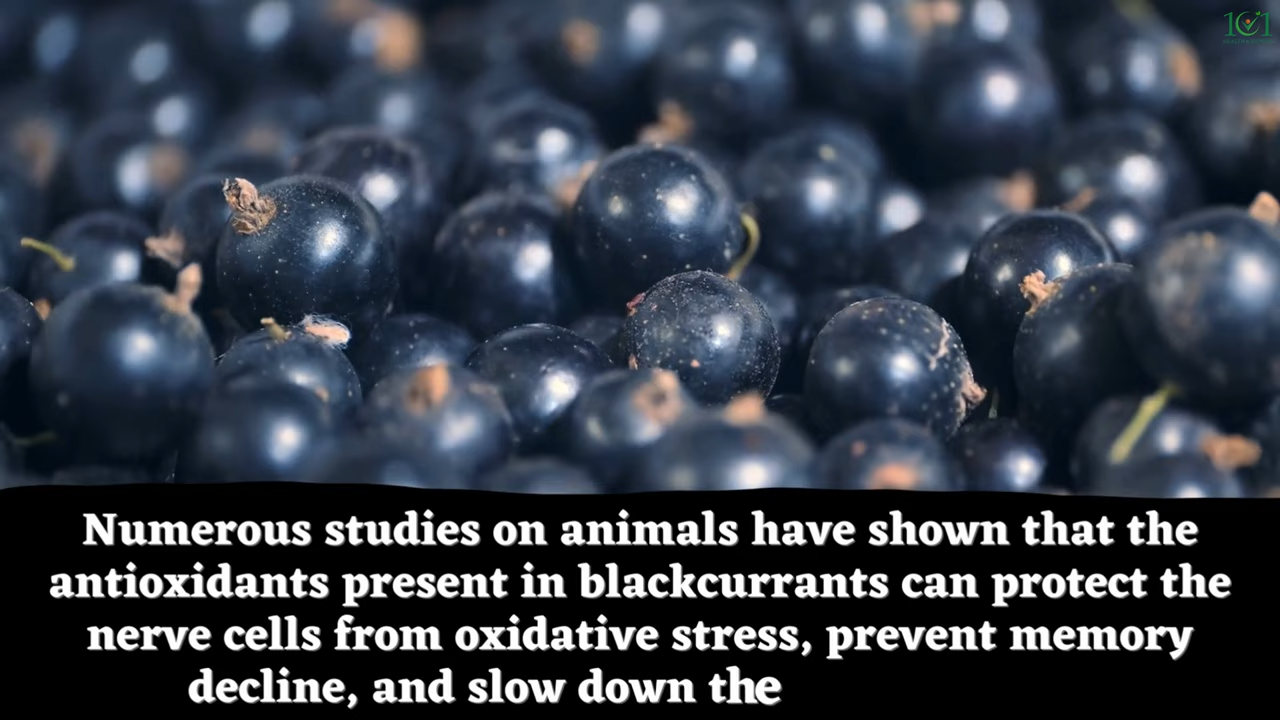 101
Numerous studies on animals have shown that the
antioxidants present in blackcurrants can protect the
nerve cells from oxidative stress, prevent memory
decline, and slow down the